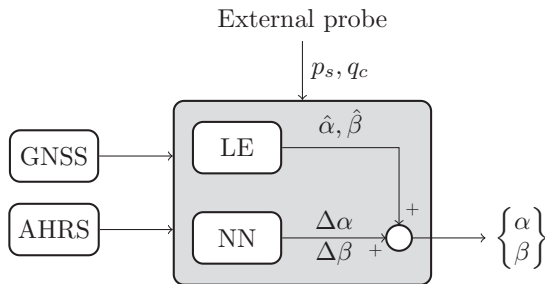 External probe
p_s, q_c
α̂, β̂
GNSS
LE
+
AHRS
NN
Δα
Δβ
+
{α
β}